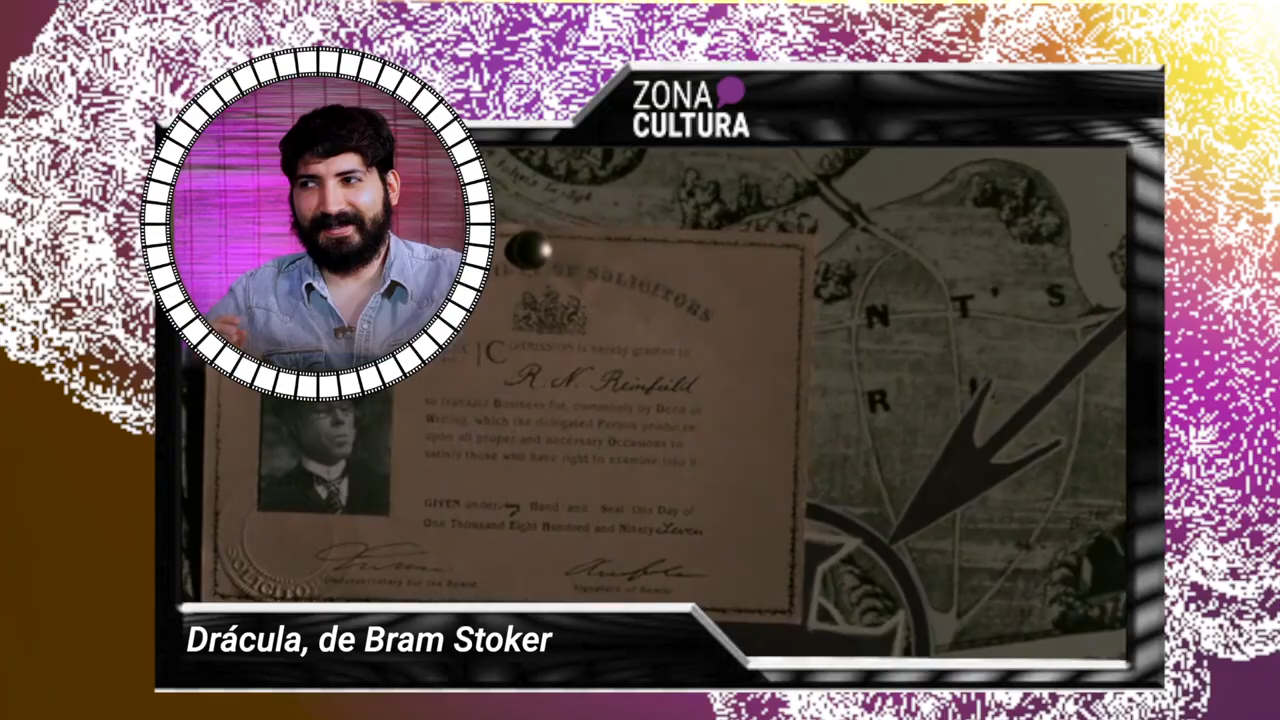 ZONA
CULTURA
OF SOLICITORS
N T ' S
COMMISSION is hereby granted to
R. N. Reinfield
R
to transact Business for, commonly by Deed or
Writing, which the delegated Person produces
upon all proper and necessary Occasions to
satisfy those who have right to examine into it.
GIVEN under my Hand and Seal this Day of
One Thousand Eight Hundred and Ninety Seven
SOLICITO
Undersecretary for the Board
Signature of
Drácula, de Bram Stoker